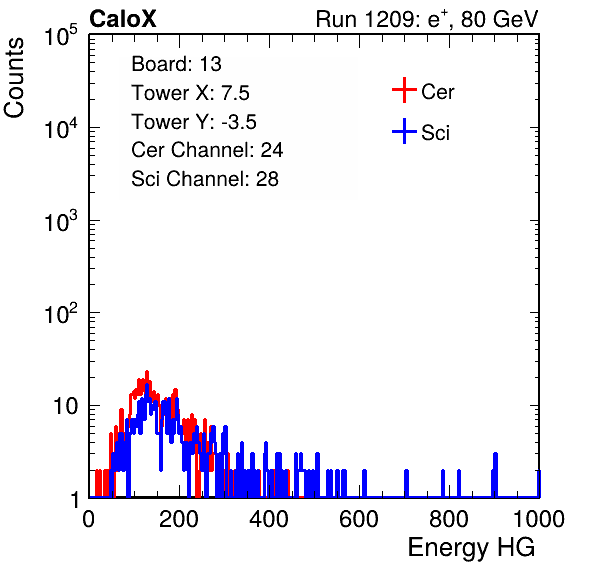 CaloX Run 1209: e⁺, 80 GeV
Counts
Board: 13
Tower X: 7.5
Tower Y: -3.5
Cer Channel: 24
Sci Channel: 28
Cer
Sci
10⁵
10⁴
10³
10²
10
1
0 200 400 600 800 1000
Energy HG